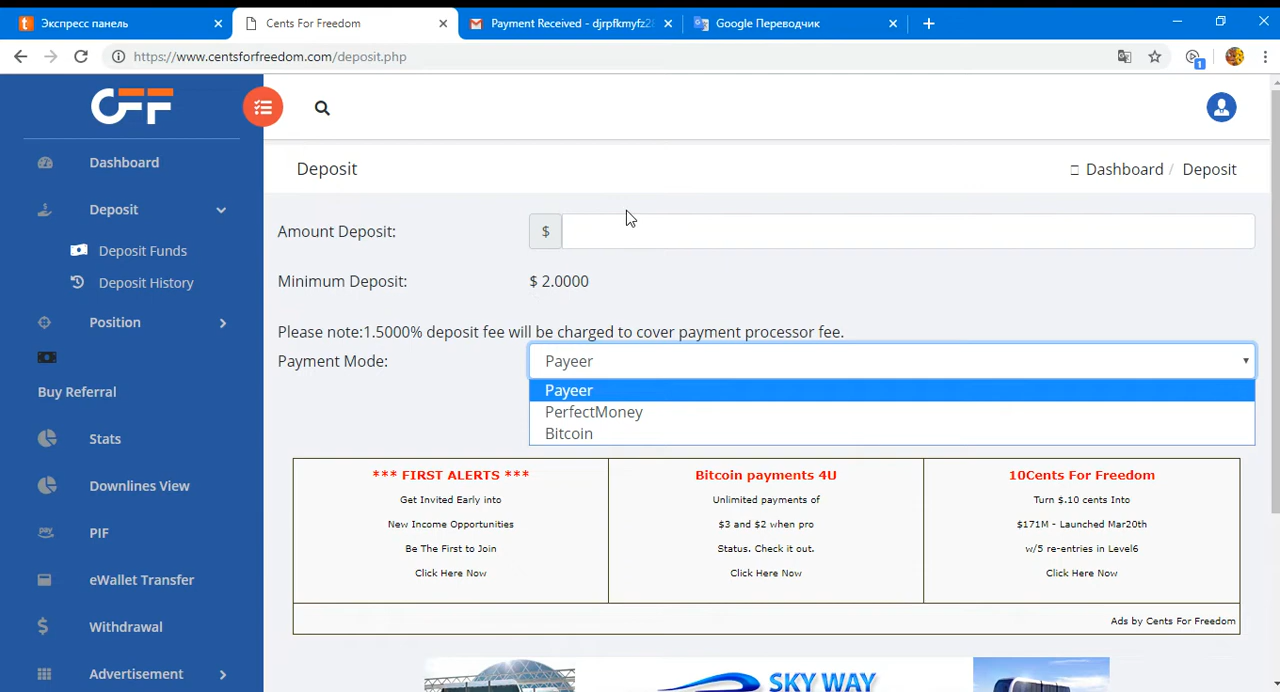 Экспресс панель
Cents For Freedom
Payment Received - djrpfkmyfz2
Google Переводчик
https://www.centsforfreedom.com/deposit.php
CFF
Dashboard
Deposit
Deposit Funds
Deposit History
Position
Buy Referral
Stats
Downlines View
PIF
eWallet Transfer
Withdrawal
Advertisement
Deposit
Dashboard / Deposit
Amount Deposit: $
Minimum Deposit: $ 2.0000
Please note:1.5000% deposit fee will be charged to cover payment processor fee.
Payment Mode: Payeer
Payeer
PerfectMoney
Bitcoin
*** FIRST ALERTS ***
Get Invited Early into
New Income Opportunities
Be The First to Join
Click Here Now
Bitcoin payments 4U
Unlimited payments of
$3 and $2 when pro
Status. Check it out.
Click Here Now
10Cents For Freedom
Turn $.10 cents Into
$171M - Launched Mar20th
w/5 re-entries in Level6
Click Here Now
Ads by Cents For Freedom
SKY WAY